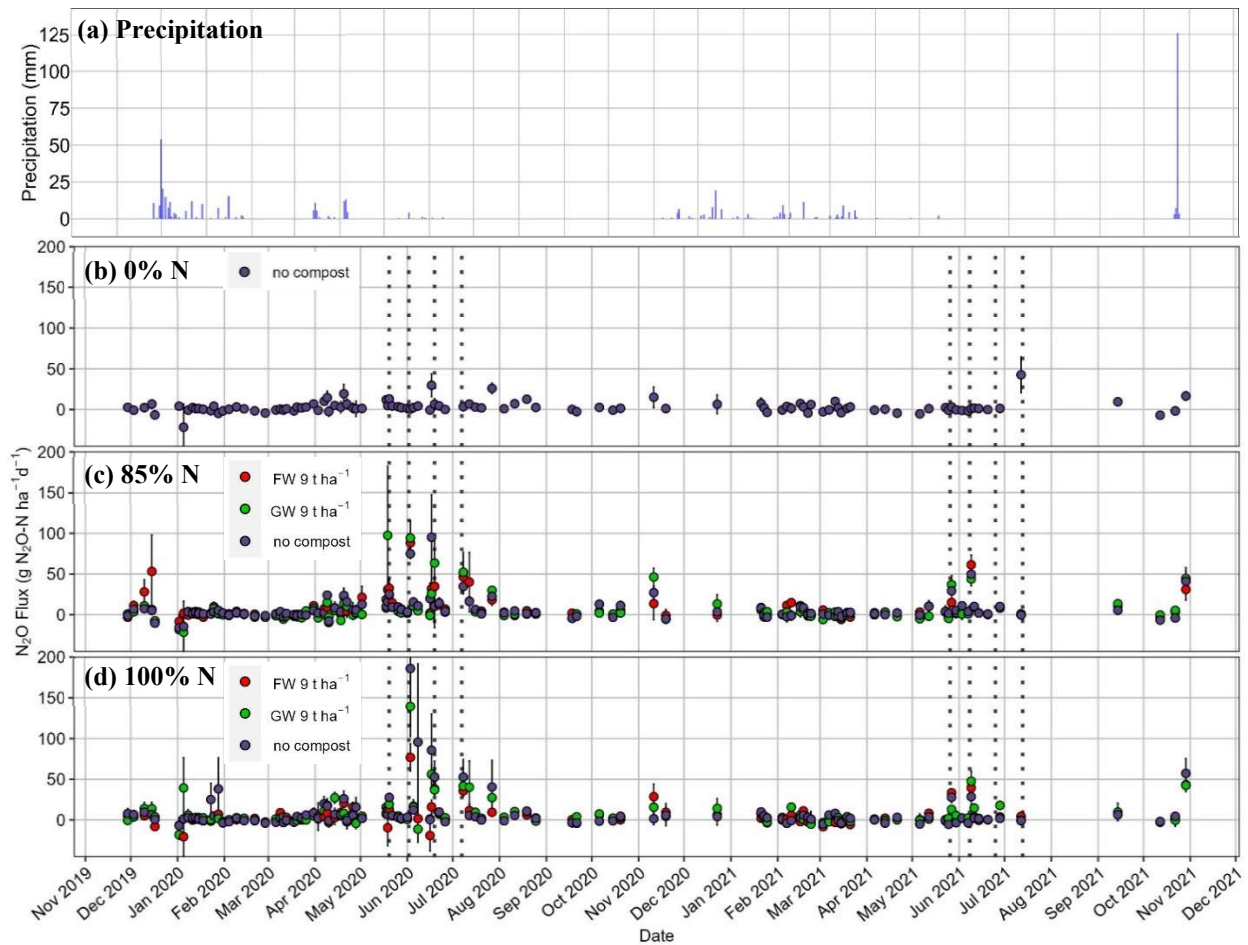 (a) Precipitation
Precipitation (mm)
125
100
75
50
25
0
N₂O Flux (g N₂O-N ha⁻¹d⁻¹)
(b) 0% N
no compost
200
150
100
50
0
(c) 85% N
FW 9 t ha⁻¹
GW 9 t ha⁻¹
no compost
200
150
100
50
0
(d) 100% N
FW 9 t ha⁻¹
GW 9 t ha⁻¹
no compost
200
150
100
50
0
Nov 2019
Dec 2019
Jan 2020
Feb 2020
Mar 2020
Apr 2020
May 2020
Jun 2020
Jul 2020
Aug 2020
Sep 2020
Oct 2020
Nov 2020
Dec 2020
Jan 2021
Feb 2021
Mar 2021
Apr 2021
May 2021
Jun 2021
Jul 2021
Aug 2021
Sep 2021
Oct 2021
Nov 2021
Dec 2021
Date